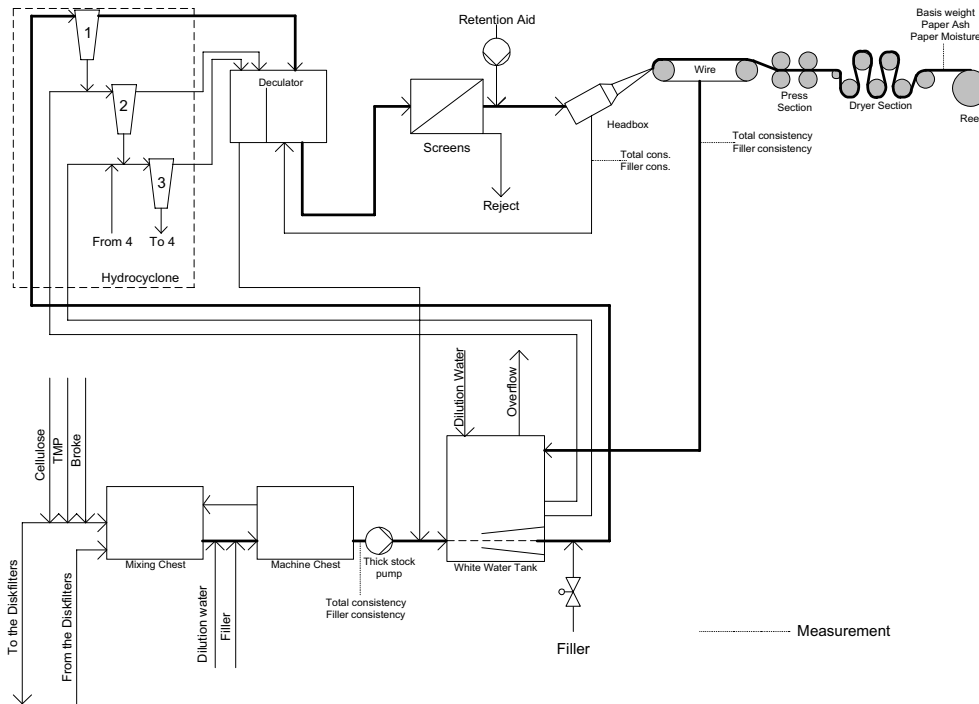 Basis weight
Paper Ash
Paper Moisture
Retention Aid
1
Wire
Deculator
2
Press
Section
Dryer Section
Reel
Headbox
Screens
Total consistency
Filler consistency
Total cons.
Filler cons.
3
Reject
From 4
To 4
Hydrocyclone
Dilution Water
Overflow
Cellulose
TMP
Broke
Mixing Chest
Machine Chest
Thick stock
pump
White Water Tank
Total consistency
Filler consistency
To the Diskfilters
From the Diskfilters
Dilution water
Filler
Filler
Measurement